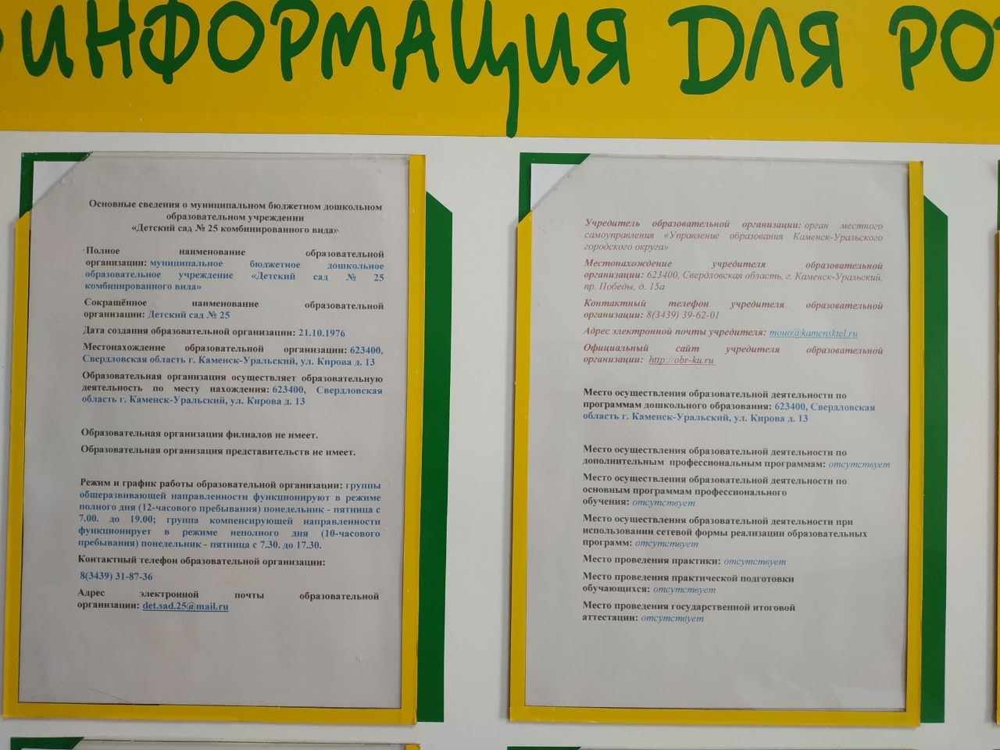 ИНФОРМАЦИЯ ДЛЯ РО
Основные сведения о муниципальном бюджетном дошкольном
образовательном учреждении
«Детский сад № 25 комбинированного вида»
Полное наименование образовательной
организации: муниципальное бюджетное дошкольное
образовательное учреждение «Детский сад № 25
комбинированного вида»
Сокращённое наименование образовательной
организации: Детский сад № 25
Дата создания образовательной организации: 21.10.1976
Местонахождение образовательной организации: 623400,
Свердловская область г. Каменск-Уральский, ул. Кирова д. 13
Образовательная организация осуществляет образовательную
деятельность по месту нахождения: 623400, Свердловская
область г. Каменск-Уральский, ул. Кирова д. 13
Образовательная организация филиалов не имеет.
Образовательная организация представительств не имеет.
Режим и график работы образовательной организации: группы
общеразвивающей направленности функционируют в режиме
полного дня (12-часового пребывания) понедельник - пятница с
7.00. до 19.00; группа компенсирующей направленности
функционирует в режиме неполного дня (10-часового
пребывания) понедельник - пятница с 7.30. до 17.30.
Контактный телефон образовательной организации:
8(3439) 31-87-36
Адрес электронной почты образовательной
организации: det.sad.25@mail.ru
Учредитель образовательной организации: орган местного
самоуправления «Управление образования Каменск-Уральского
городского округа»
Местонахождение учредителя образовательной
организации: 623400, Свердловская область, г. Каменск-Уральский,
пр. Победы, д. 15а
Контактный телефон учредителя образовательной
организации: 8(3439) 39-62-01
Адрес электронной почты учредителя: mouo@kamensktel.ru
Официальный сайт учредителя образовательной
организации: http://obr-ku.ru
Место осуществления образовательной деятельности по
программам дошкольного образования: 623400, Свердловская
область г. Каменск-Уральский, ул. Кирова д. 13
Место осуществления образовательной деятельности по
дополнительным профессиональным программам: отсутствует
Место осуществления образовательной деятельности по
основным программам профессионального
обучения: отсутствует
Место осуществления образовательной деятельности при
использовании сетевой формы реализации образовательных
программ: отсутствует
Место проведения практики: отсутствует
Место проведения практической подготовки
обучающихся: отсутствует
Место проведения государственной итоговой
аттестации: отсутствует